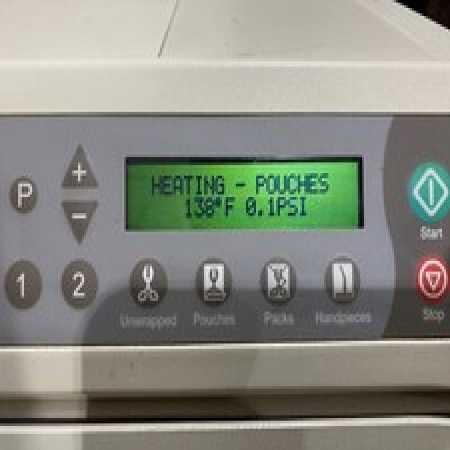 HEATING - POUCHES
138°F 0.1PSI
P
+
-
Start
1
2
Unwrapped
Pouches
Packs
Handpieces
Stop